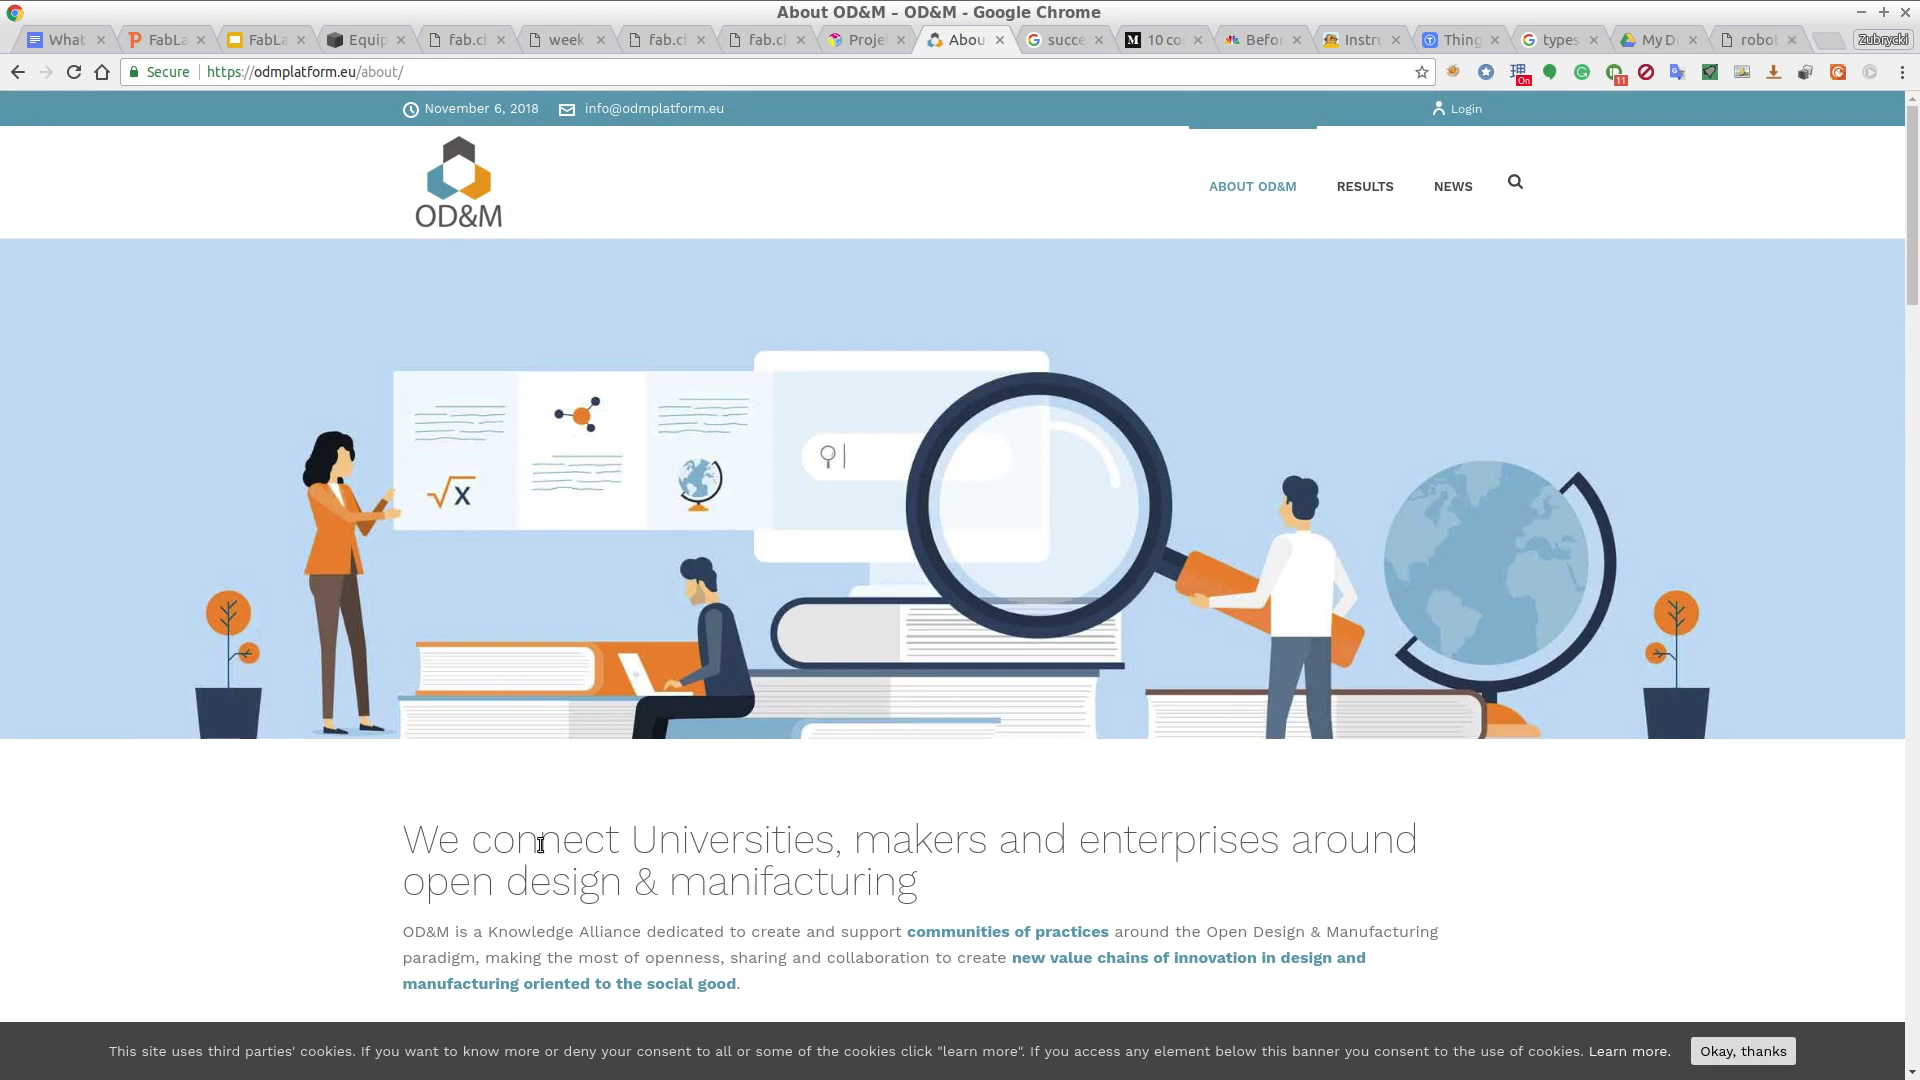 About OD&M – OD&M - Google Chrome
What FabLa FabLa Equip fab.cl week fab.cl fab.cl Projel Abou succe 10 co Befor Instru Thing types My D robot Zubrycki
Secure https://odmplatform.eu/about/
On 11
November 6, 2018 info@odmplatform.eu Login
OD&M
ABOUT OD&M RESULTS NEWS
√x
We connect Universities, makers and enterprises around
open design & manifacturing
OD&M is a Knowledge Alliance dedicated to create and support communities of practices around the Open Design & Manufacturing
paradigm, making the most of openness, sharing and collaboration to create new value chains of innovation in design and
manufacturing oriented to the social good.
This site uses third parties' cookies. If you want to know more or deny your consent to all or some of the cookies click "learn more". If you access any element below this banner you consent to the use of cookies. Learn more. Okay, thanks